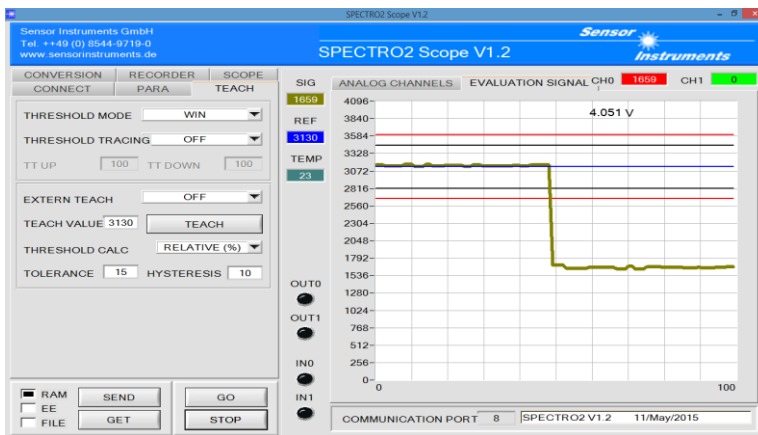 SPECTRO2 Scope V1.2
Sensor Instruments GmbH
Tel. ++49 (0) 8544-9719-0
www.sensorinstruments.de
SPECTRO2 Scope V1.2
Sensor
Instruments
CONVERSION RECORDER SCOPE
CONNECT PARA TEACH
THRESHOLD MODE WIN
THRESHOLD TRACING OFF
TT UP 100 TT DOWN 100
EXTERN TEACH OFF
TEACH VALUE 3130 TEACH
THRESHOLD CALC RELATIVE (%)
TOLERANCE 15 HYSTERESIS 10
RAM
EE
FILE
SEND GO
GET STOP
SIG
1659
REF
3130
TEMP
23
OUT0
OUT1
IN0
IN1
ANALOG CHANNELS EVALUATION SIGNAL CH0 1659 CH1 0
4.051 V
4096
3840
3584
3328
3072
2816
2560
2304
2048
1792
1536
1280
1024
768
512
256
0
0 100
COMMUNICATION PORT 8 SPECTRO2 V1.2 11/May/2015